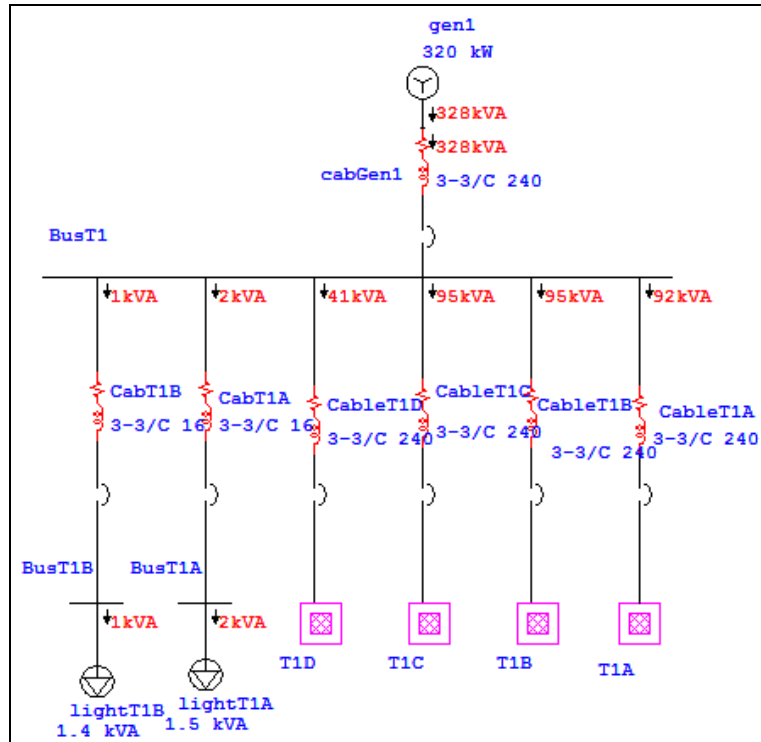 gen1
320 kW
328kVA
328kVA
cabGen1
3-3/C 240
BusT1
1kVA
2kVA
41kVA
95kVA
95kVA
92kVA
CabT1B
3-3/C 16
CabT1A
3-3/C 16
CableT1D
3-3/C 240
CableT1C
3-3/C 240
CableT1B
3-3/C 240
CableT1A
3-3/C 240
BusT1B
BusT1A
1kVA
2kVA
T1D
T1C
T1B
T1A
lightT1B
1.4 kVA
lightT1A
1.5 kVA